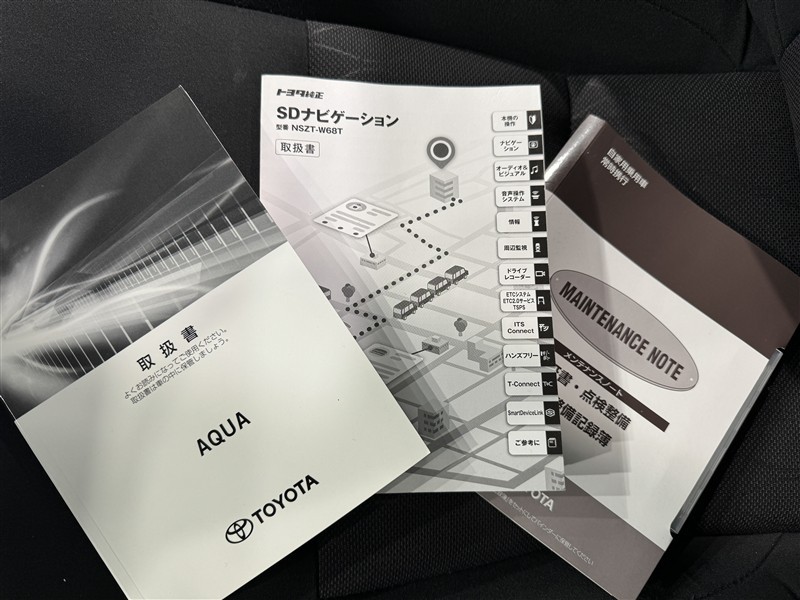 取扱書
よくお読みになってご使用ください。
取扱書は車の中に保管しましょう。
AQUA
TOYOTA
トヨタ純正
SDナビゲーション
型番 NSZT-W68T
取扱書
本機の
操作
ナビゲー
ション
オーディオ&
ビジュアル
音声操作
システム
情報
周辺監視
ドライブ
レコーダー
ETCシステム
ETC2.0サービス
TSPS
ITS
Connect
ハンズフリー
T-Connect
SmartDeviceLink
ご参考に
自家用乗用車
常時携行
MAINTENANCE NOTE
メンテナンスノート
書・点検整備
備記録簿